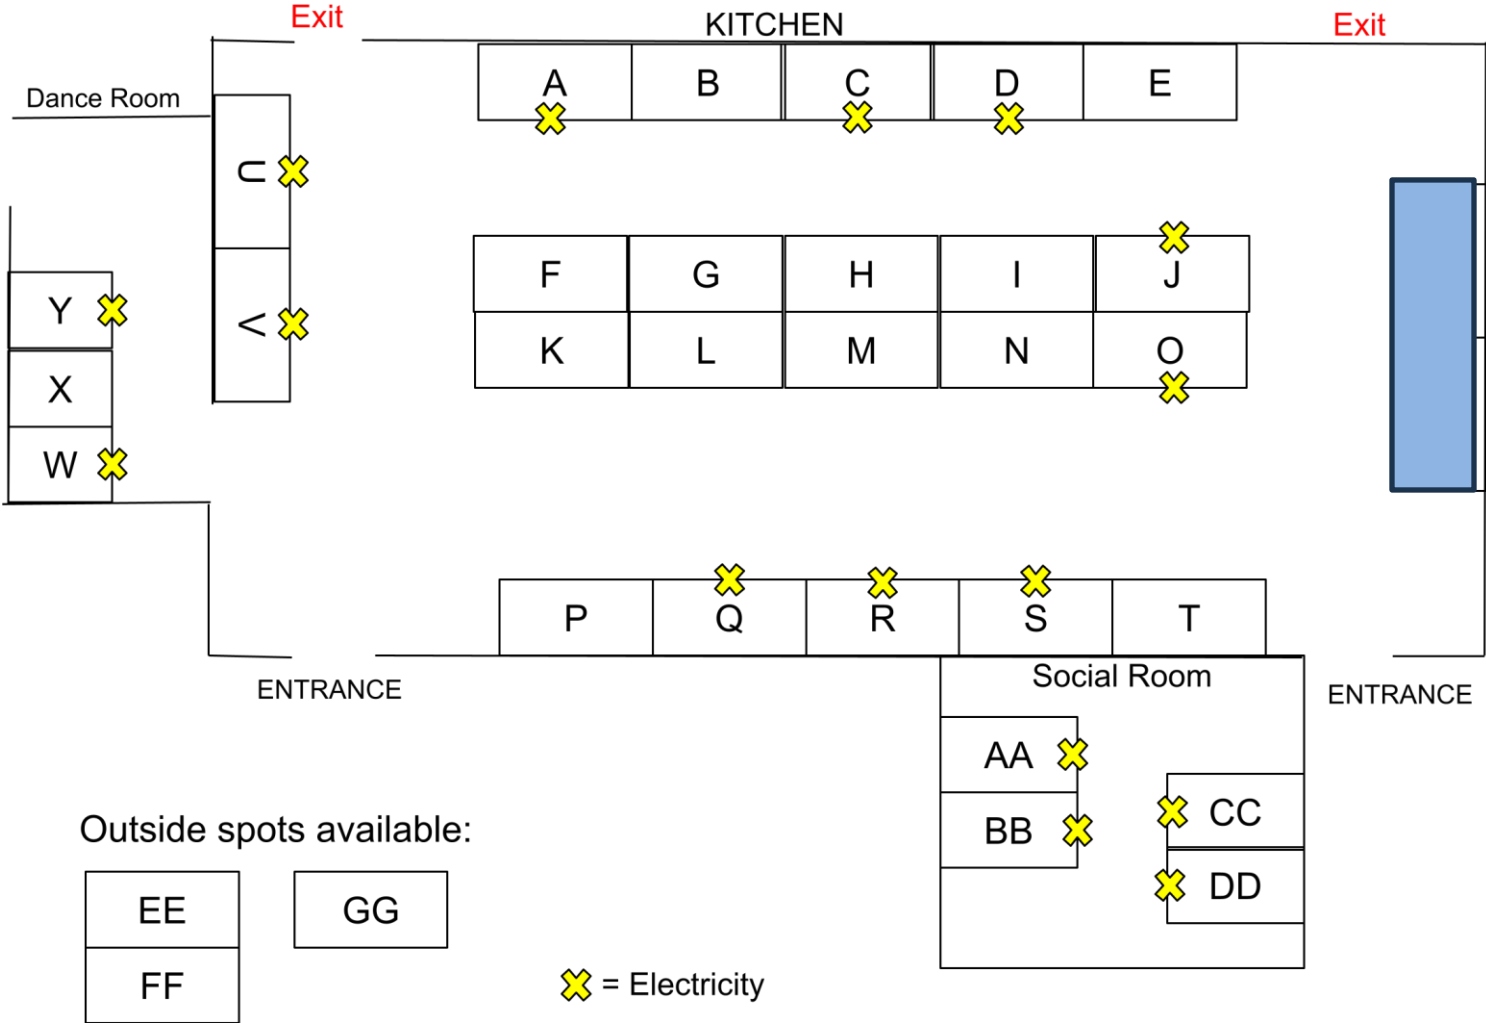 Exit
KITCHEN
Exit
Dance Room
A
B
C
D
E
U
V
F
G
H
I
J
K
L
M
N
O
Y
X
W
P
Q
R
S
T
ENTRANCE
Social Room
ENTRANCE
AA
BB
CC
DD
Outside spots available:
EE
GG
FF
= Electricity